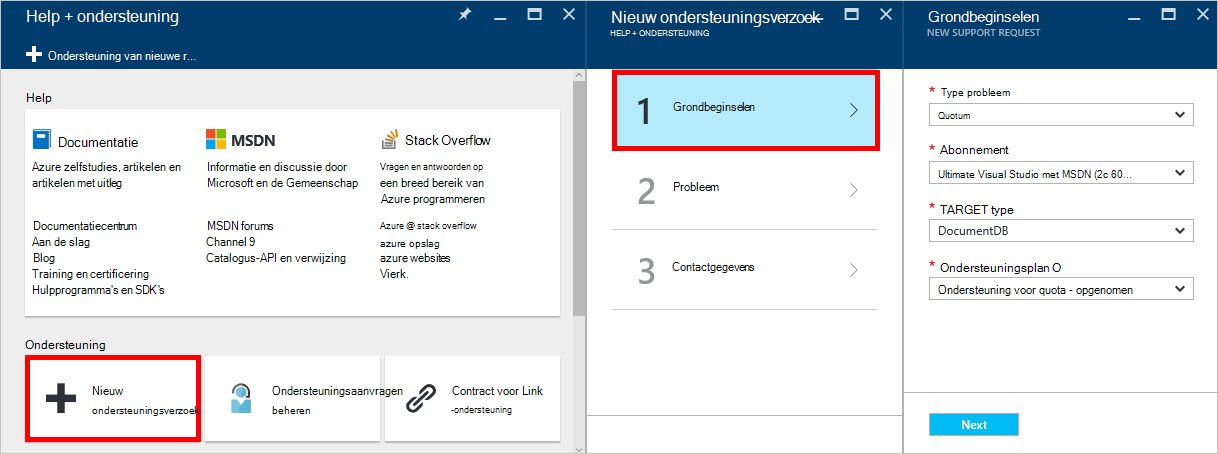 Help + ondersteuning
Ondersteuning van nieuwe r...
Help
Documentatie
Azure zelfstudies, artikelen en
artikelen met uitleg
Documentatiecentrum
Aan de slag
Blog
Training en certificering
Hulpprogramma's en SDK's
MSDN
Informatie en discussie door
Microsoft en de Gemeenschap
MSDN forums
Channel 9
Catalogus-API en verwijzing
Stack Overflow
Vragen en antwoorden op
een breed bereik van
Azure programmeren
Azure @ stack overflow
azure opslag
azure websites
Vierk.
Ondersteuning
Nieuw
ondersteuningsverzoek
Ondersteuningsaanvragen
beheren
Contract voor Link
-ondersteuning
Nieuw ondersteuningsverzoek
HELP + ONDERSTEUNING
1 Grondbeginselen
2 Probleem
3 Contactgegevens
Grondbeginselen
NEW SUPPORT REQUEST
* Type probleem
Quotum
* Abonnement
Ultimate Visual Studio met MSDN (2c 60...
* TARGET type
DocumentDB
* Ondersteuningsplan O
Ondersteuning voor quota - opgenomen
Next